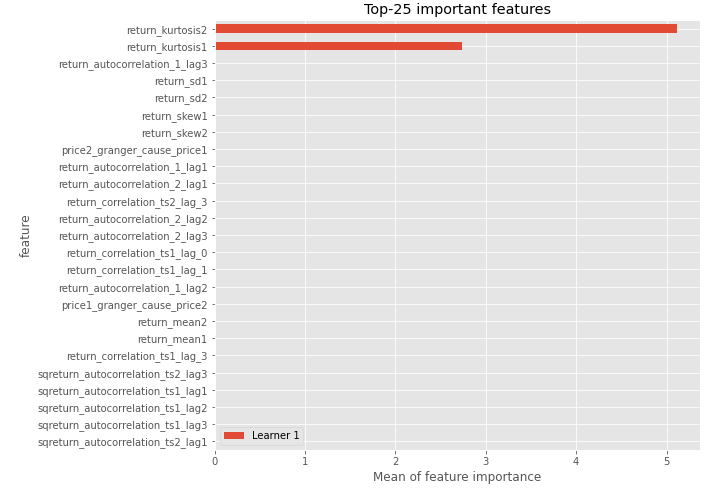 Top-25 important features
return_kurtosis2
return_kurtosis1
return_autocorrelation_1_lag3
return_sd1
return_sd2
return_skew1
return_skew2
price2_granger_cause_price1
return_autocorrelation_1_lag1
return_autocorrelation_2_lag1
return_correlation_ts2_lag_3
return_autocorrelation_2_lag2
return_autocorrelation_2_lag3
return_correlation_ts1_lag_0
return_correlation_ts1_lag_1
return_autocorrelation_1_lag2
price1_granger_cause_price2
return_mean2
return_mean1
return_correlation_ts1_lag_3
sqreturn_autocorrelation_ts2_lag3
sqreturn_autocorrelation_ts1_lag1
sqreturn_autocorrelation_ts1_lag2
sqreturn_autocorrelation_ts1_lag3
sqreturn_autocorrelation_ts2_lag1
feature
Learner 1
0 1 2 3 4 5
Mean of feature importance